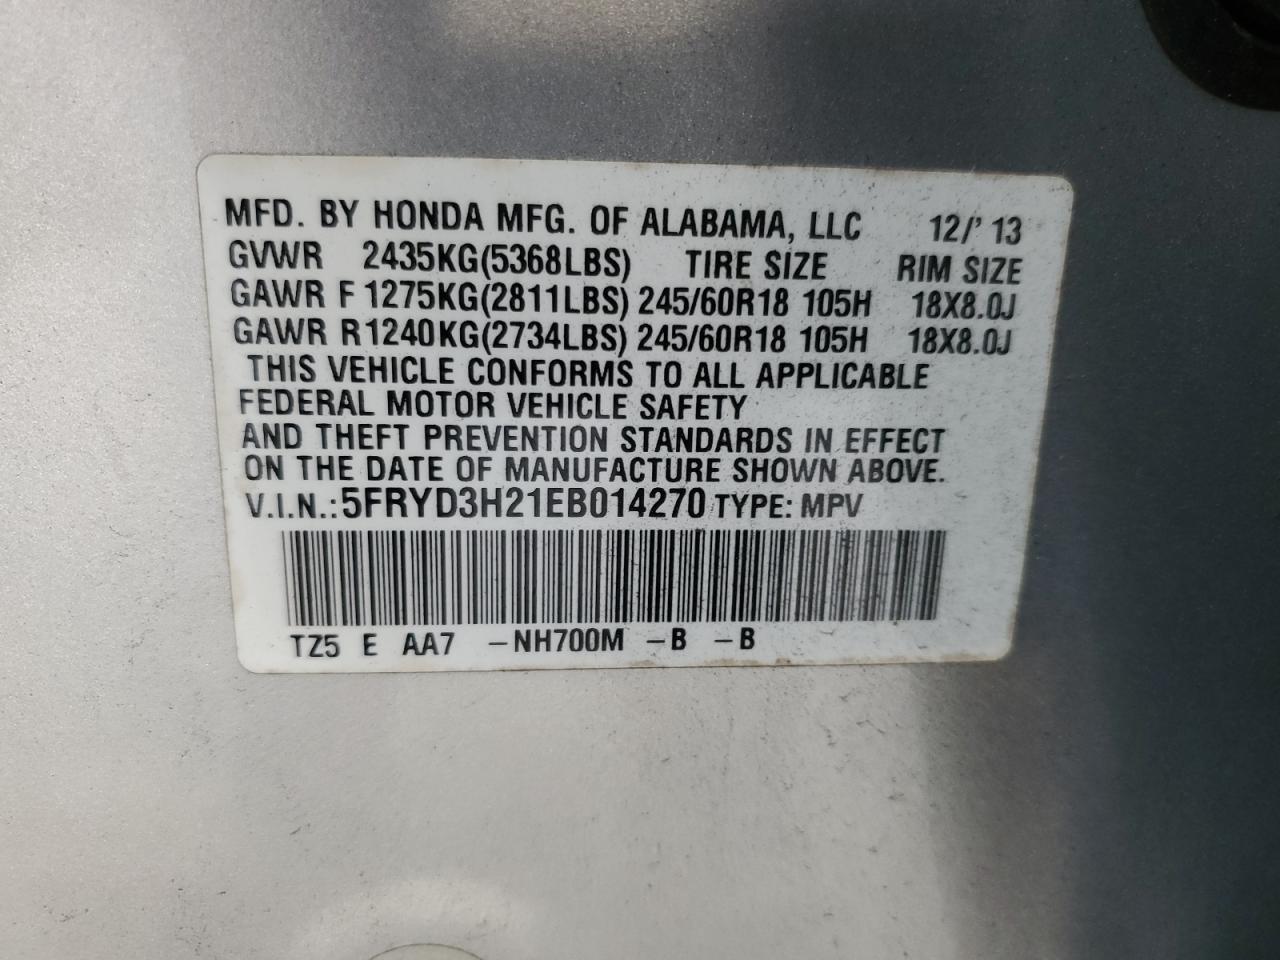 MFD. BY HONDA MFG. OF ALABAMA, LLC 12/' 13
GVWR 2435KG(5368LBS) TIRE SIZE RIM SIZE
GAWR F 1275KG(2811LBS) 245/60R18 105H 18X8.0J
GAWR R1240KG(2734LBS) 245/60R18 105H 18X8.0J
THIS VEHICLE CONFORMS TO ALL APPLICABLE
FEDERAL MOTOR VEHICLE SAFETY
AND THEFT PREVENTION STANDARDS IN EFFECT
ON THE DATE OF MANUFACTURE SHOWN ABOVE.
V.I.N.:5FRYD3H21EB014270 TYPE: MPV
TZ5 E AA7 -NH700M -B -B